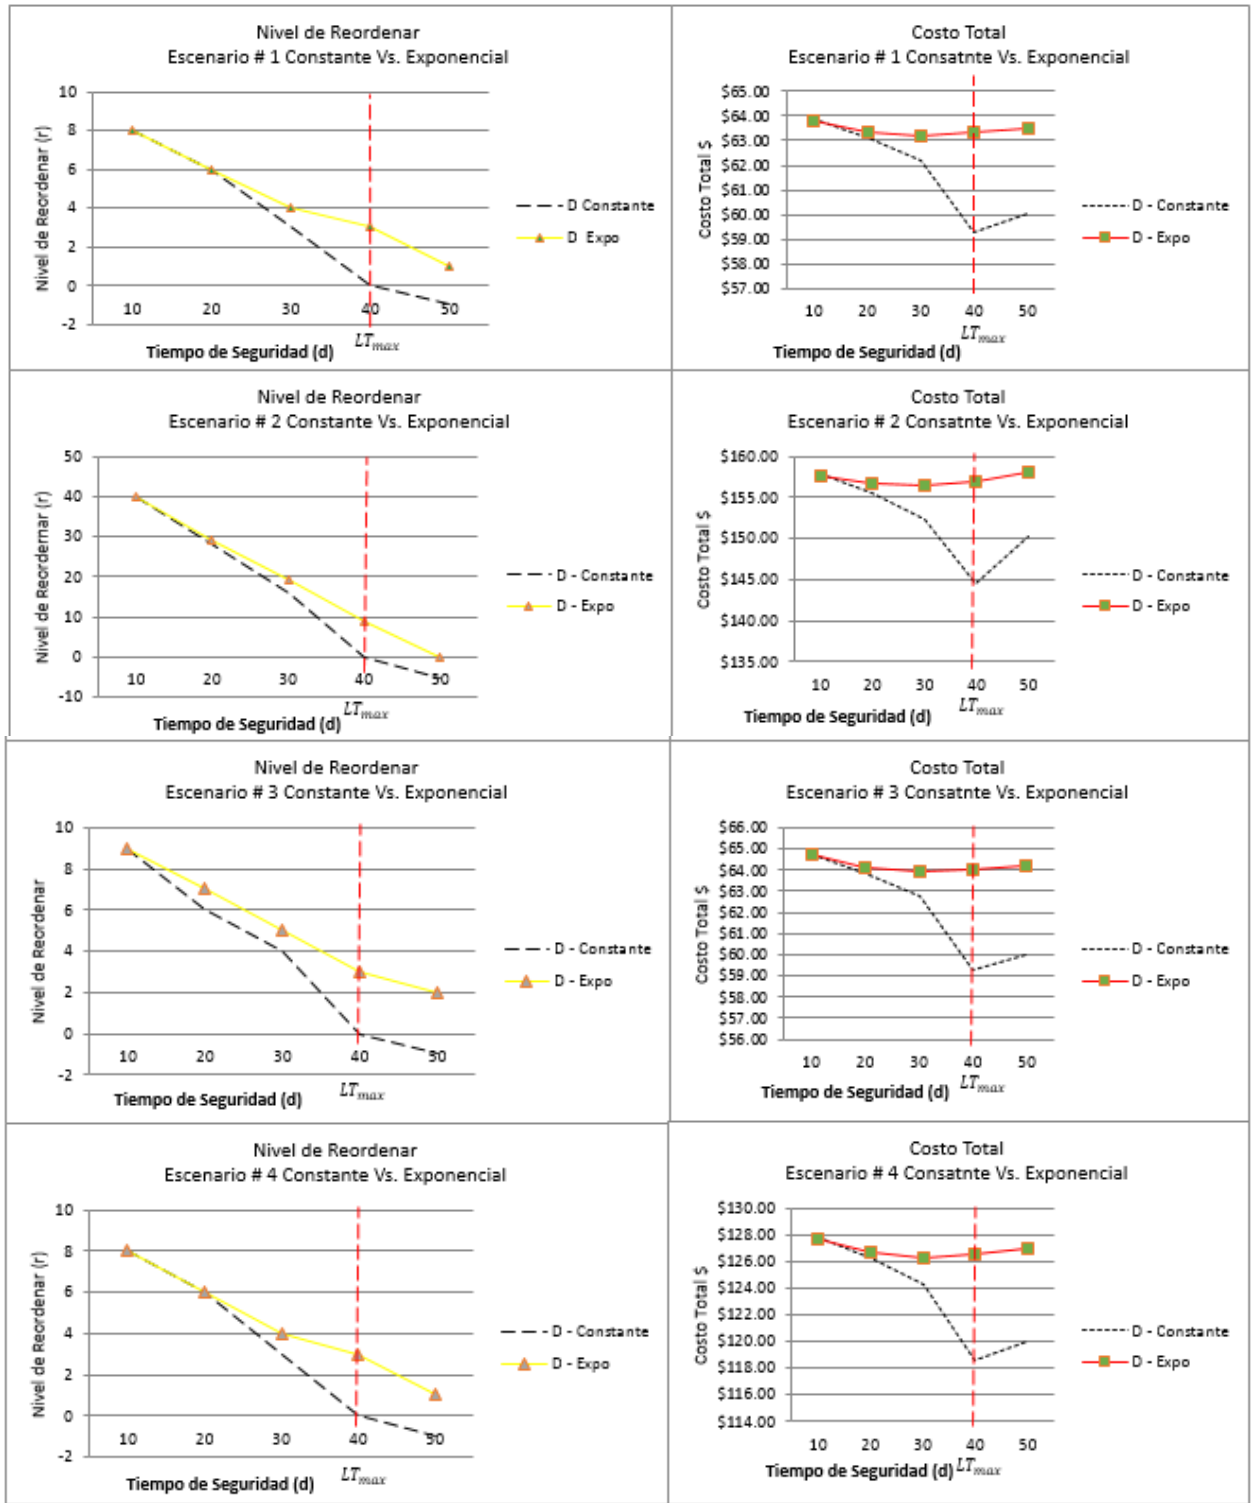 Nivel de Reordenar
Escenario # 1 Constante Vs. Exponencial
Nivel de Reordenar (r)
10
8
6
4
2
0
-2
10 20 30 40 50
LT_max
Tiempo de Seguridad (d)
D Constante
D Expo
Costo Total
Escenario # 1 Consatnte Vs. Exponencial
Costo Total $
$65.00
$64.00
$63.00
$62.00
$61.00
$60.00
$59.00
$58.00
$57.00
10 20 30 40 50
LT_max
Tiempo de Seguridad (d)
D - Constante
D - Expo
Nivel de Reordenar
Escenario # 2 Constante Vs. Exponencial
Nivel de Reordernar (r)
50
40
30
20
10
0
-10
10 20 30 40 50
LT_max
Tiempo de Seguridad (d)
D - Constante
D - Expo
Costo Total
Escenario # 2 Consatnte Vs. Exponencial
Costo Total $
$160.00
$155.00
$150.00
$145.00
$140.00
$135.00
10 20 30 40 50
LT_max
Tiempo de Seguridad (d)
D - Constante
D - Expo
Nivel de Reordenar
Escenario # 3 Constante Vs. Exponencial
Nivel de Reordenar
10
8
6
4
2
0
-2
10 20 30 40 50
LT_max
Tiempo de Seguridad (d)
D - Constante
D - Expo
Costo Total
Escenario # 3 Consatnte Vs. Exponencial
Costo Total $
$66.00
$65.00
$64.00
$63.00
$62.00
$61.00
$60.00
$59.00
$58.00
$57.00
$56.00
10 20 30 40 50
LT_max
Tiempo de Seguridad (d)
D - Constante
D - Expo
Nivel de Reordenar
Escenario # 4 Constante Vs. Exponencial
Nivel de Reordenar (r)
10
8
6
4
2
0
-2
10 20 30 40 50
LT_max
Tiempo de Seguridad (d)
D - Constante
D - Expo
Costo Total
Escenario # 4 Consatnte Vs. Exponencial
Costo Total $
$130.00
$128.00
$126.00
$124.00
$122.00
$120.00
$118.00
$116.00
$114.00
10 20 30 40 50
Tiempo de Seguridad (d) LT_max
D - Constante
D - Expo